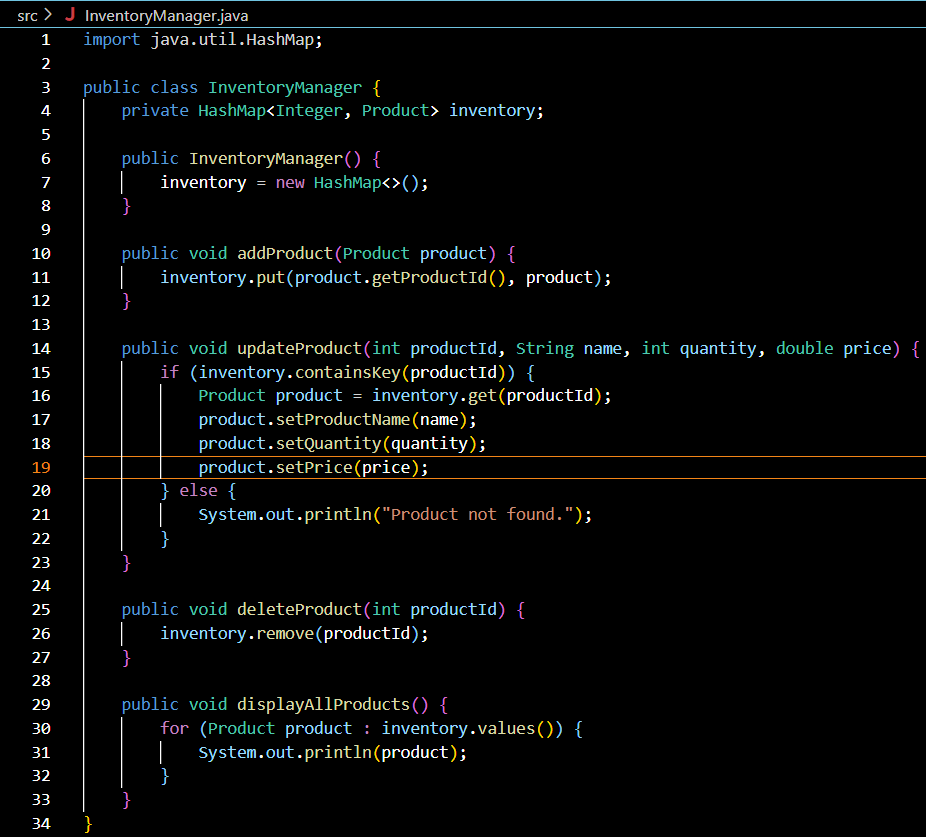 src > J InventoryManager.java
1 import java.util.HashMap;
2
3 public class InventoryManager {
4     private HashMap<Integer, Product> inventory;
5
6     public InventoryManager() {
7         inventory = new HashMap<>();
8     }
9
10     public void addProduct(Product product) {
11         inventory.put(product.getProductId(), product);
12     }
13
14     public void updateProduct(int productId, String name, int quantity, double price) {
15         if (inventory.containsKey(productId)) {
16             Product product = inventory.get(productId);
17             product.setProductName(name);
18             product.setQuantity(quantity);
19             product.setPrice(price);
20         } else {
21             System.out.println("Product not found.");
22         }
23     }
24
25     public void deleteProduct(int productId) {
26         inventory.remove(productId);
27     }
28
29     public void displayAllProducts() {
30         for (Product product : inventory.values()) {
31             System.out.println(product);
32         }
33     }
34 }